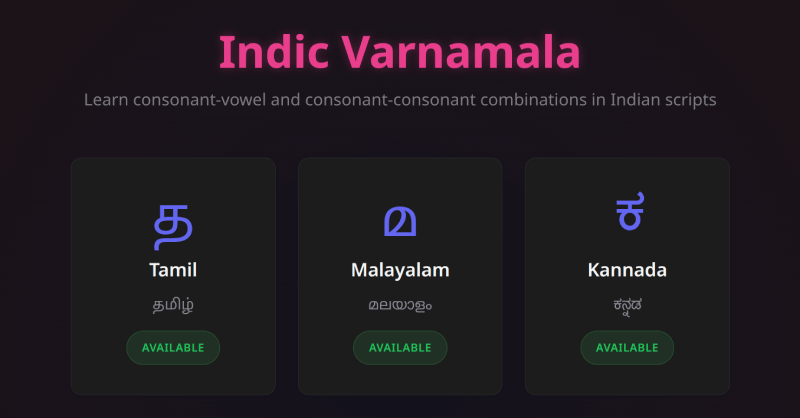 Indic Varnamala
Learn consonant-vowel and consonant-consonant combinations in Indian scripts
த
Tamil
தமிழ்
AVAILABLE
മ
Malayalam
മലയാളം
AVAILABLE
ಕ
Kannada
ಕನ್ನಡ
AVAILABLE